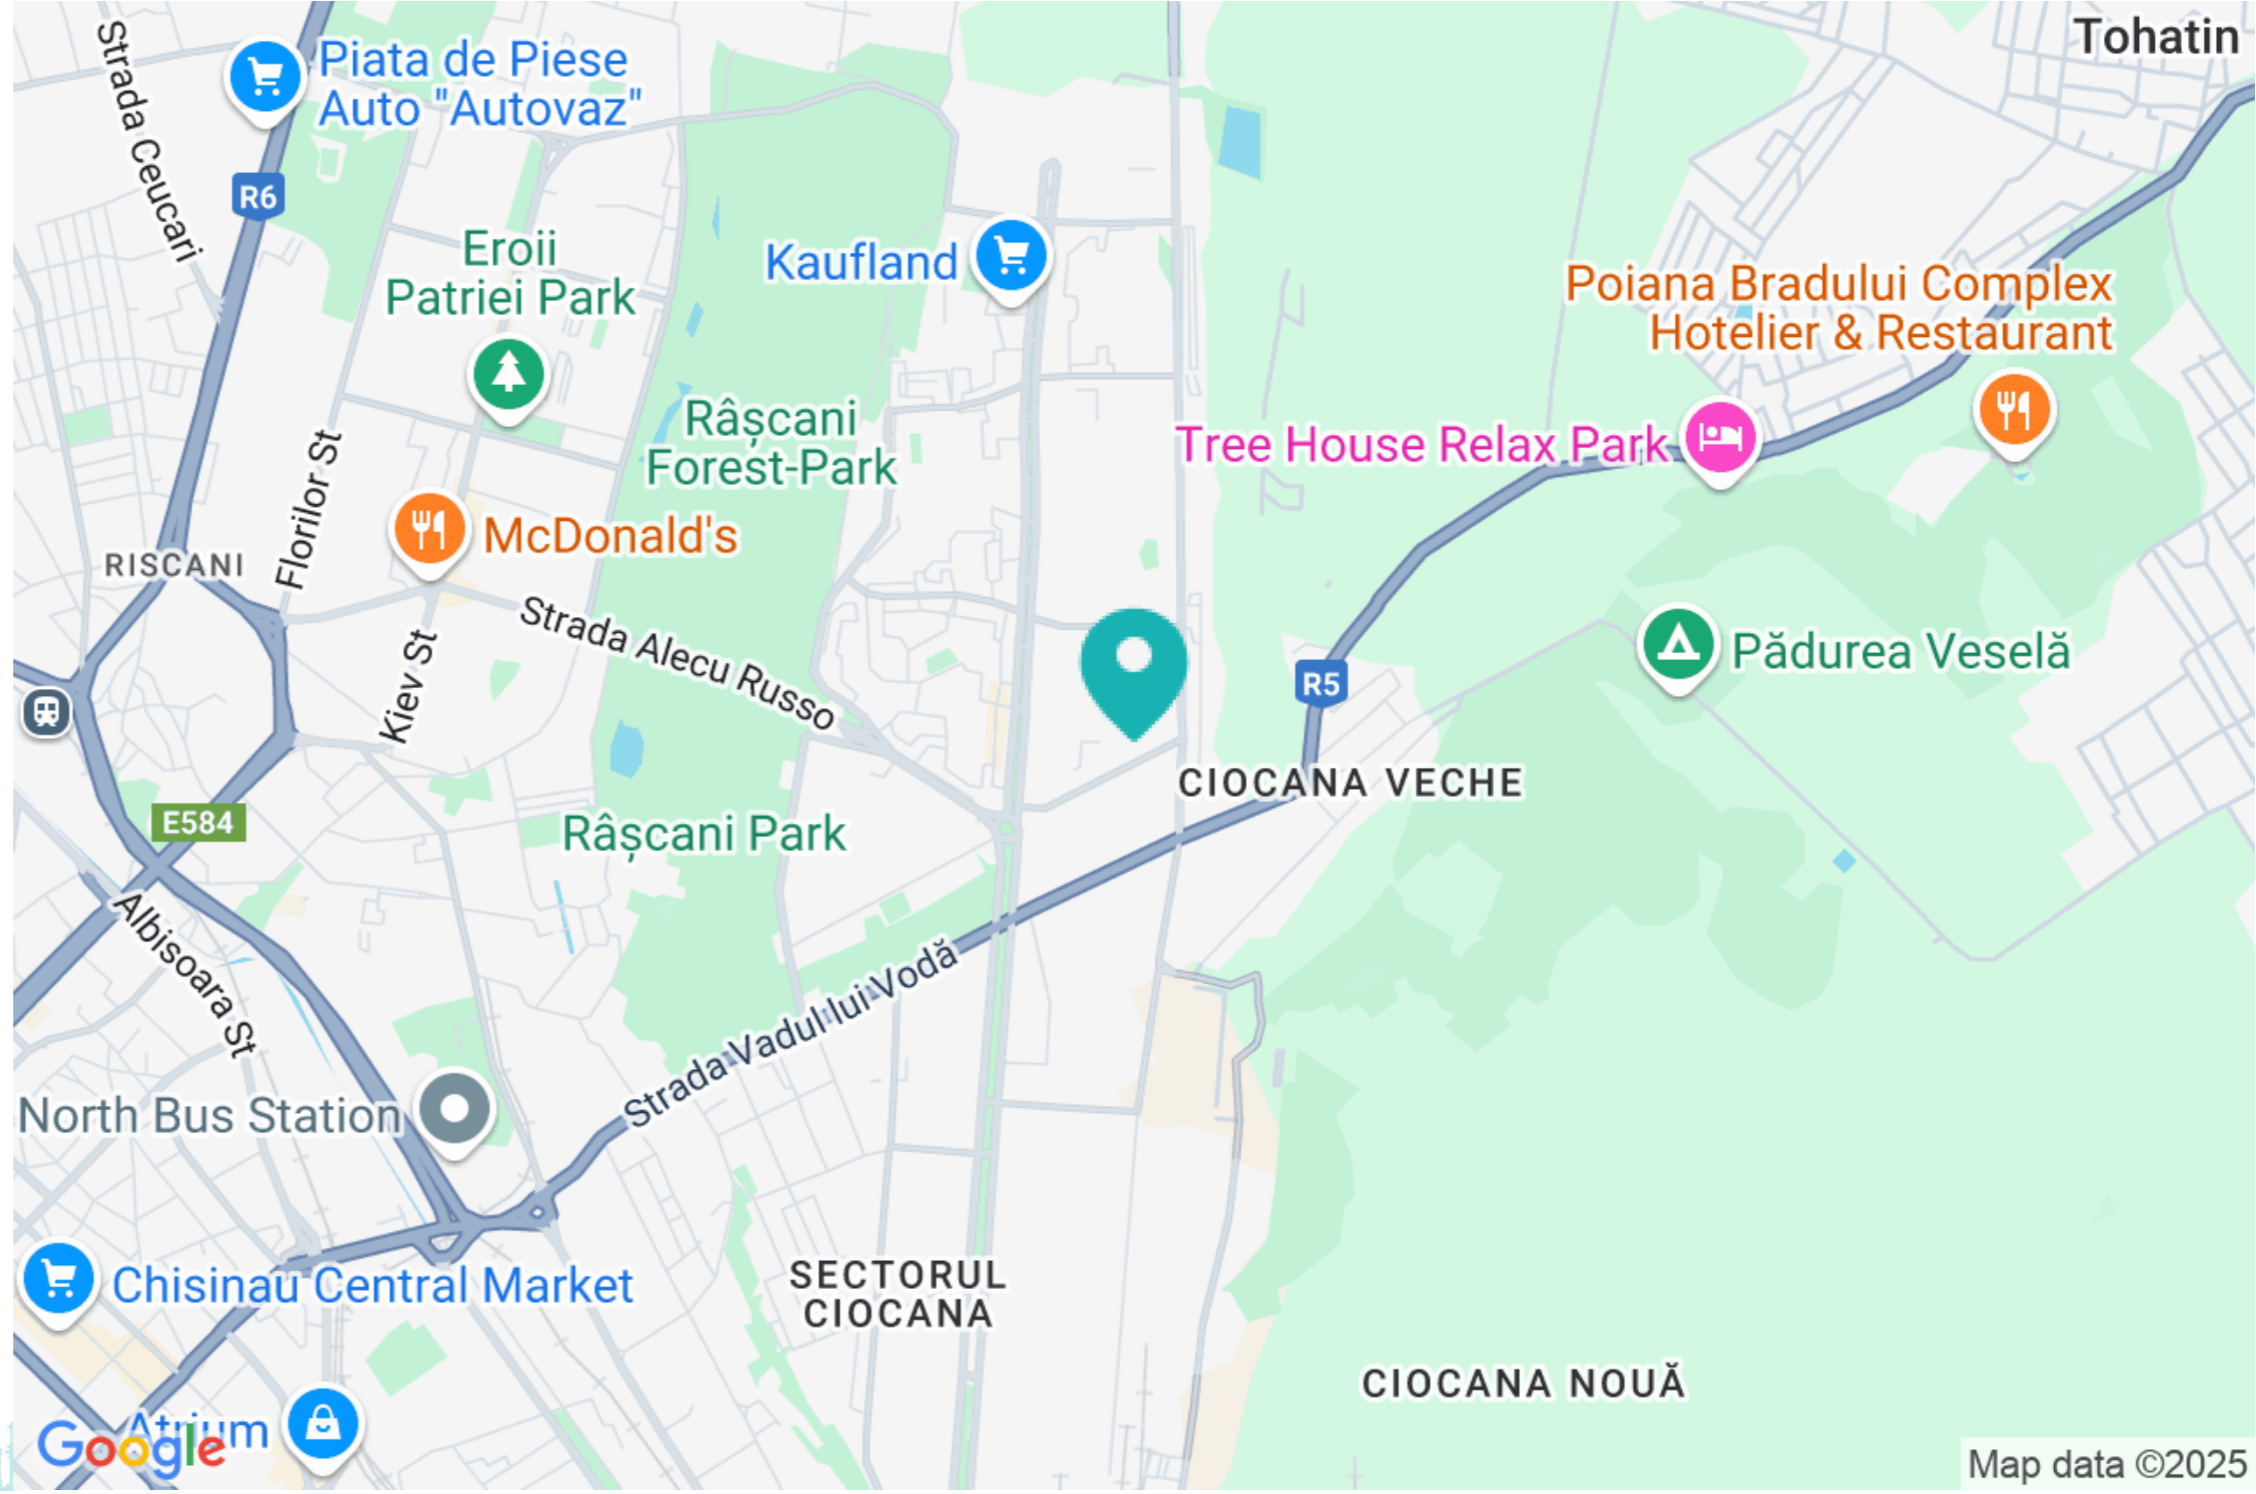 Tohatin
Strada Ceucari
Piata de Piese
Auto "Autovaz"
R6
Eroii
Patriei Park
Kaufland
Poiana Bradului Complex
Hotelier & Restaurant
Râșcani
Forest-Park
Tree House Relax Park
Florilor St
McDonald's
RISCANI
Strada Alecu Russo
Kiev St
R5
Pădurea Veselă
CIOCANA VECHE
E584
Râșcani Park
Albisoara St
Strada Vadul lui Vodă
North Bus Station
Chisinau Central Market
SECTORUL
CIOCANA
CIOCANA NOUĂ
Atrium
Google
Map data ©2025